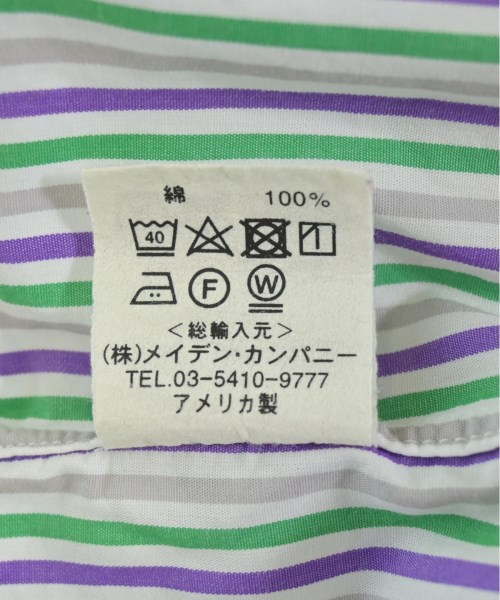 綿 100%
40
F W
<総輸入元>
(株)メイデン・カンパニー
TEL.03-5410-9777
アメリカ製